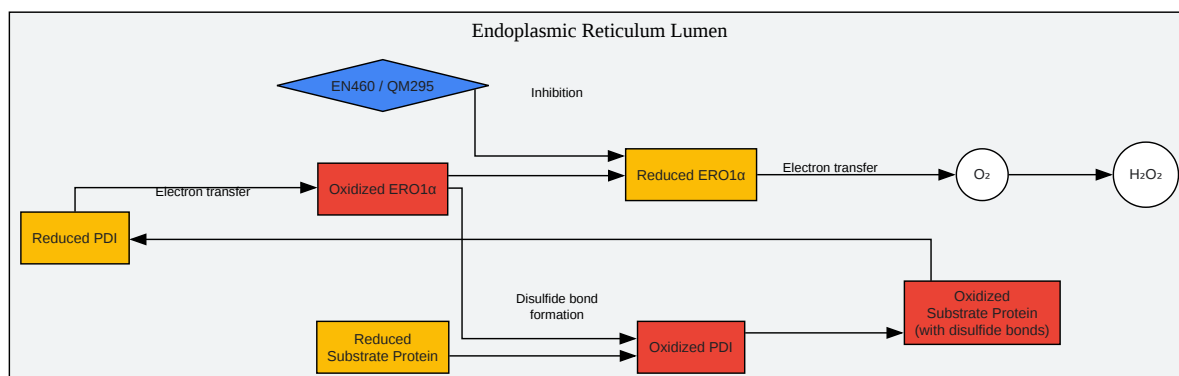 Endoplasmic Reticulum Lumen
EN460 / QM295
Inhibition
Electron transfer
Oxidized ERO1α
Reduced ERO1α
Electron transfer
O₂
H₂O₂
Reduced PDI
Disulfide bond
formation
Reduced
Substrate Protein
Oxidized PDI
Oxidized
Substrate Protein
(with disulfide bonds)